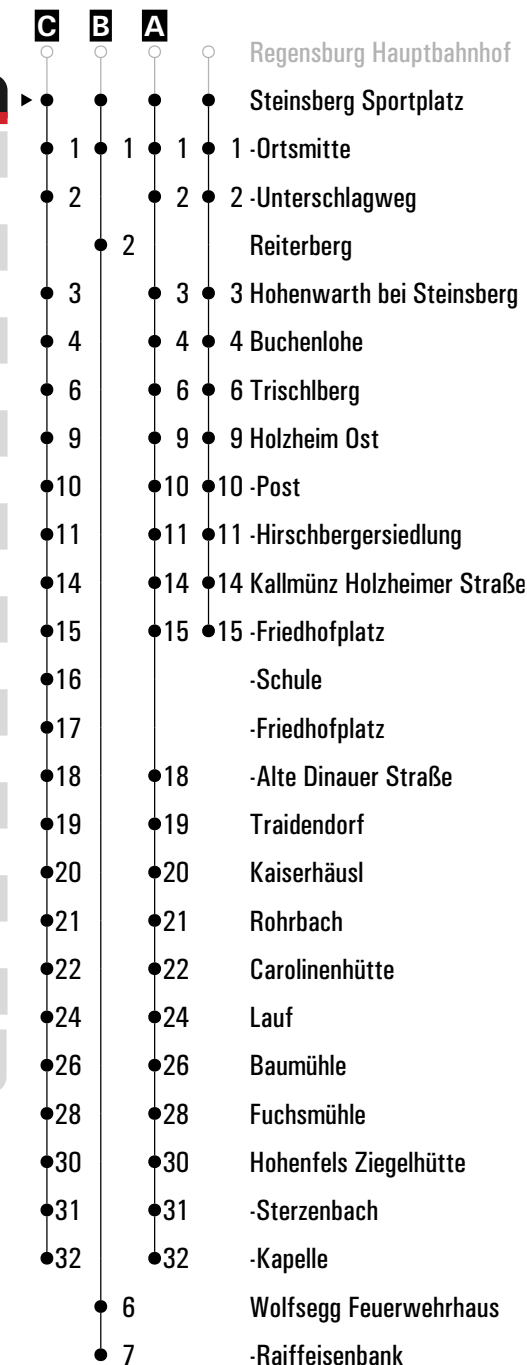 C B A
Regensburg Hauptbahnhof
Steinsberg Sportplatz
1 1 1 1 -Ortsmitte
2 2 2 -Unterschlagweg
2 Reiterberg
3 3 3 Hohenwarth bei Steinsberg
4 4 4 Buchenlohe
6 6 6 Trischlberg
9 9 9 Holzheim Ost
10 10 10 -Post
11 11 11 -Hirschbergersiedlung
14 14 14 Kallmünz Holzheimer Straße
15 15 15 -Friedhofplatz
16 -Schule
17 -Friedhofplatz
18 18 -Alte Dinauer Straße
19 19 Traidendorf
20 20 Kaiserhäusl
21 21 Rohrbach
22 22 Carolinenhütte
24 24 Lauf
26 26 Baumühle
28 28 Fuchsmühle
30 30 Hohenfels Ziegelhütte
31 31 -Sterzenbach
32 32 -Kapelle
6 Wolfsegg Feuerwehrhaus
7 -Raiffeisenbank